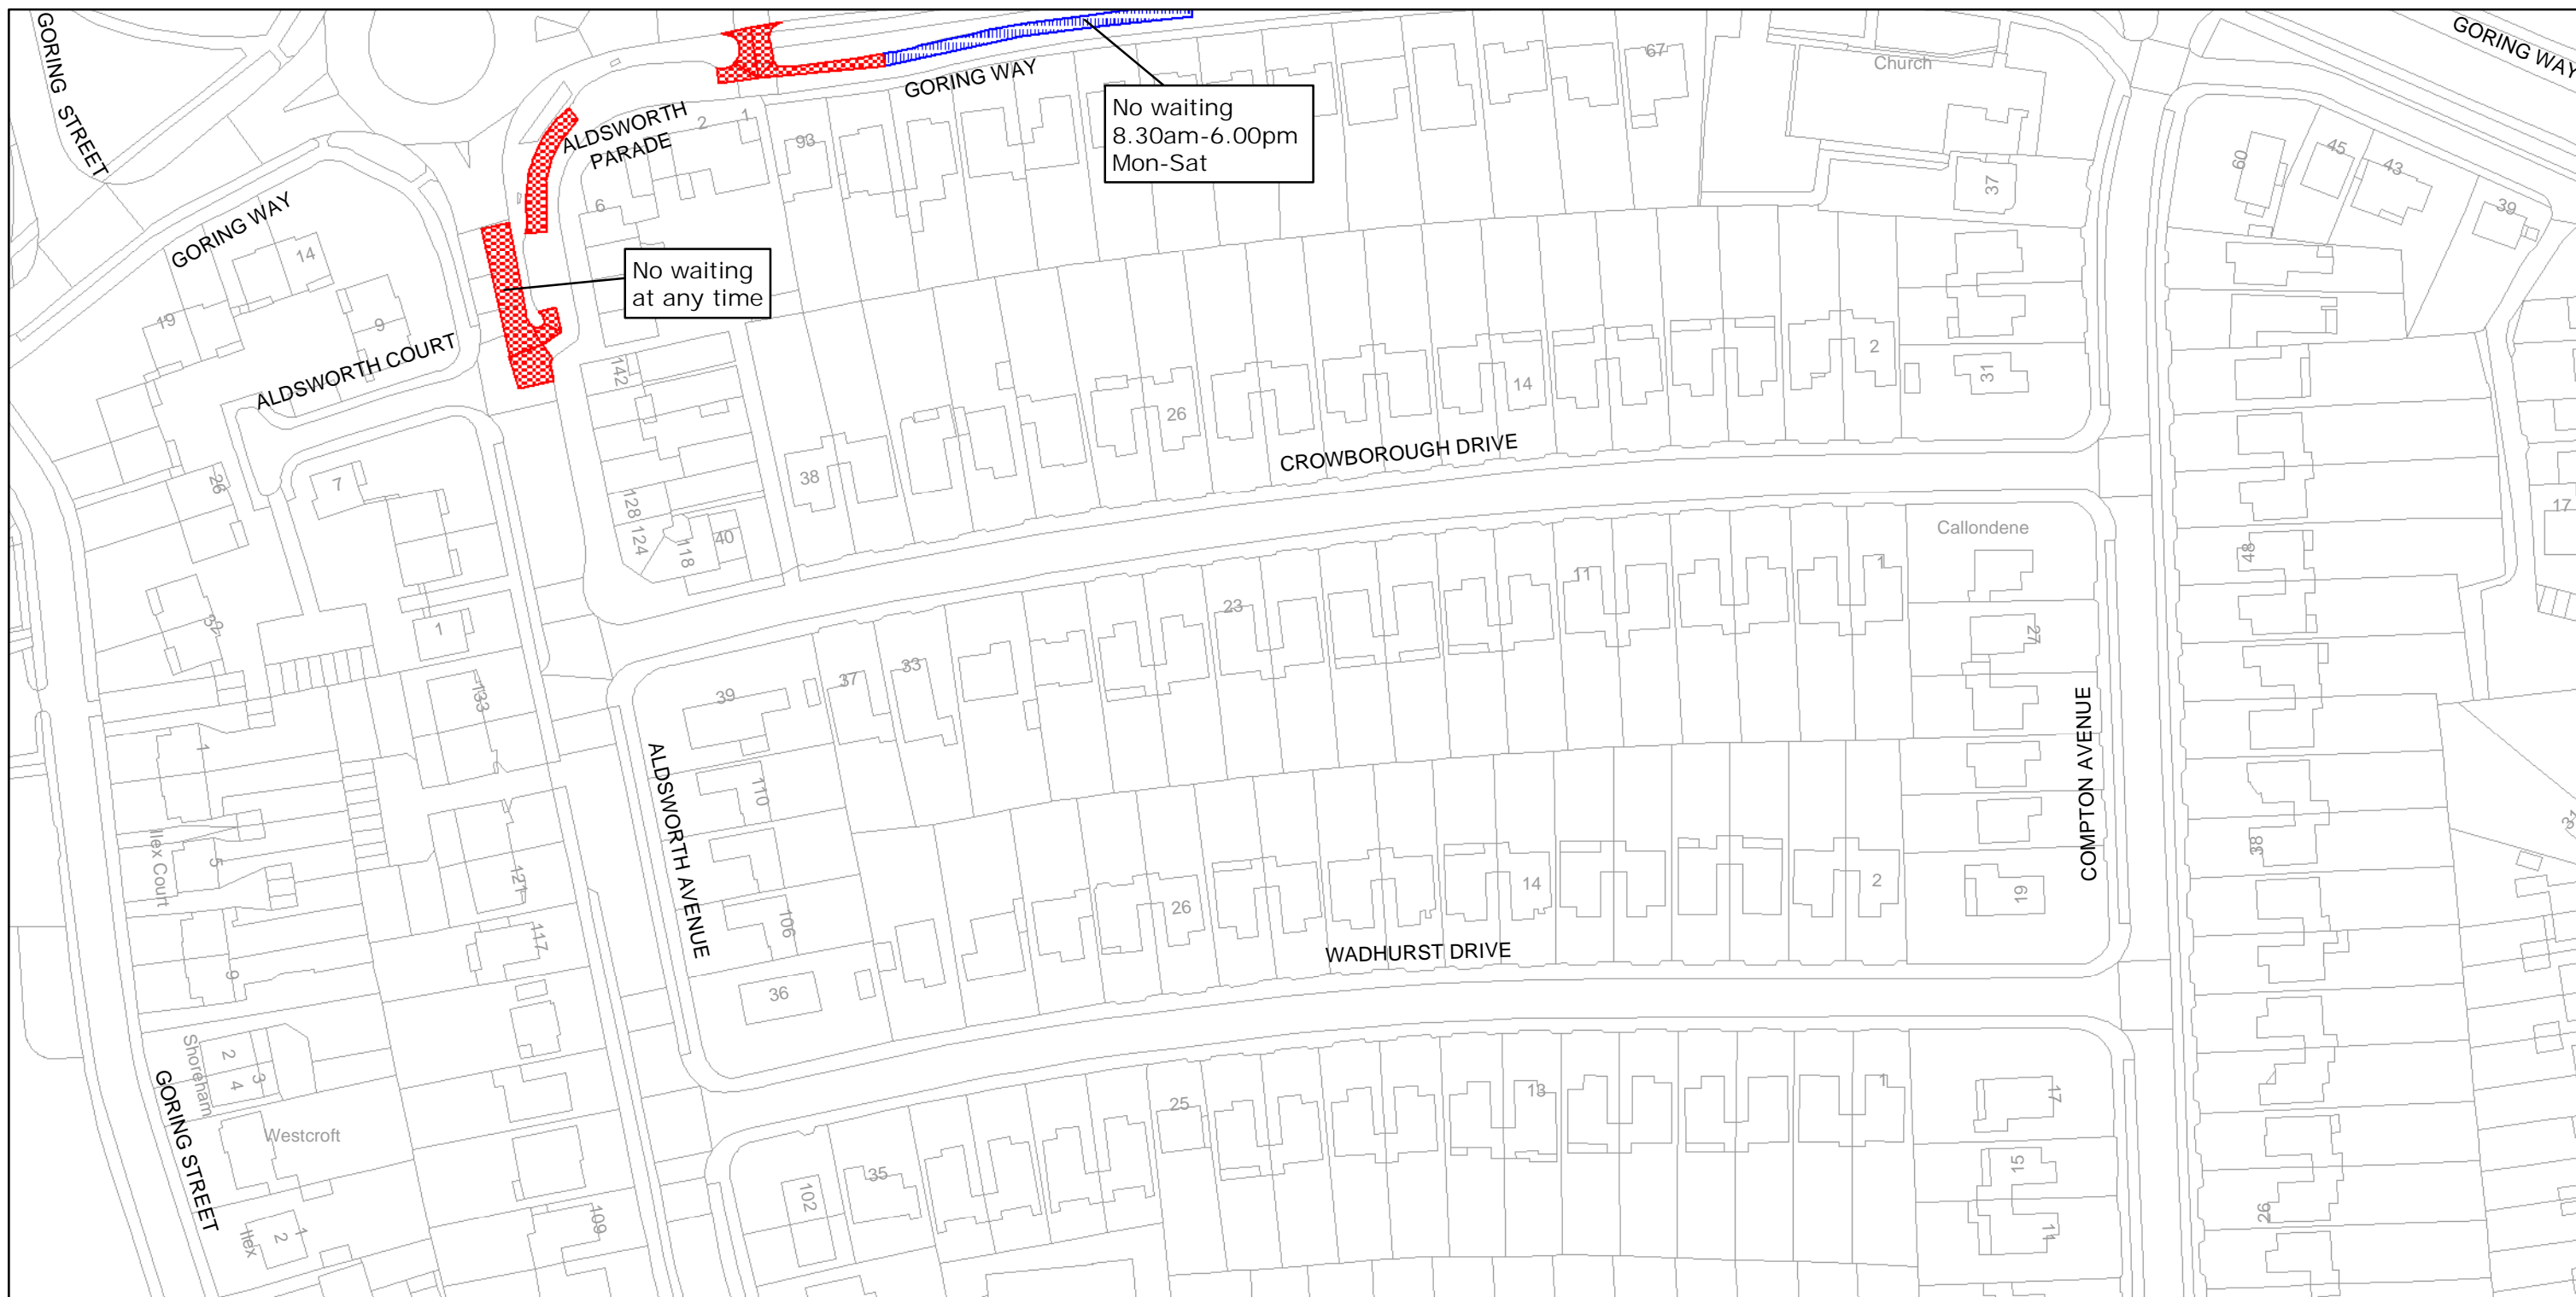 GORING STREET
GORING WAY
No waiting
8.30am-6.00pm
Mon-Sat
GORING WAY
Church
67
ALDSWORTH
PARADE
2
1
93
6
60
45
43
39
37
GORING WAY
14
19
9
No waiting
at any time
ALDSWORTH COURT
142
2
31
14
26
CROWBOROUGH DRIVE
38
26
7
128
124
118
40
17
Callondene
48
1
11
23
27
32
1
33
37
39
133
1
COMPTON AVENUE
ALDSWORTH AVENUE
110
31
38
Ilex Court
5
121
26
14
2
19
106
117
WADHURST DRIVE
9
36
Shoreham
2
4
3
GORING STREET
Westcroft
25
13
1
17
35
15
102
109
26
11
Ilex
2
1